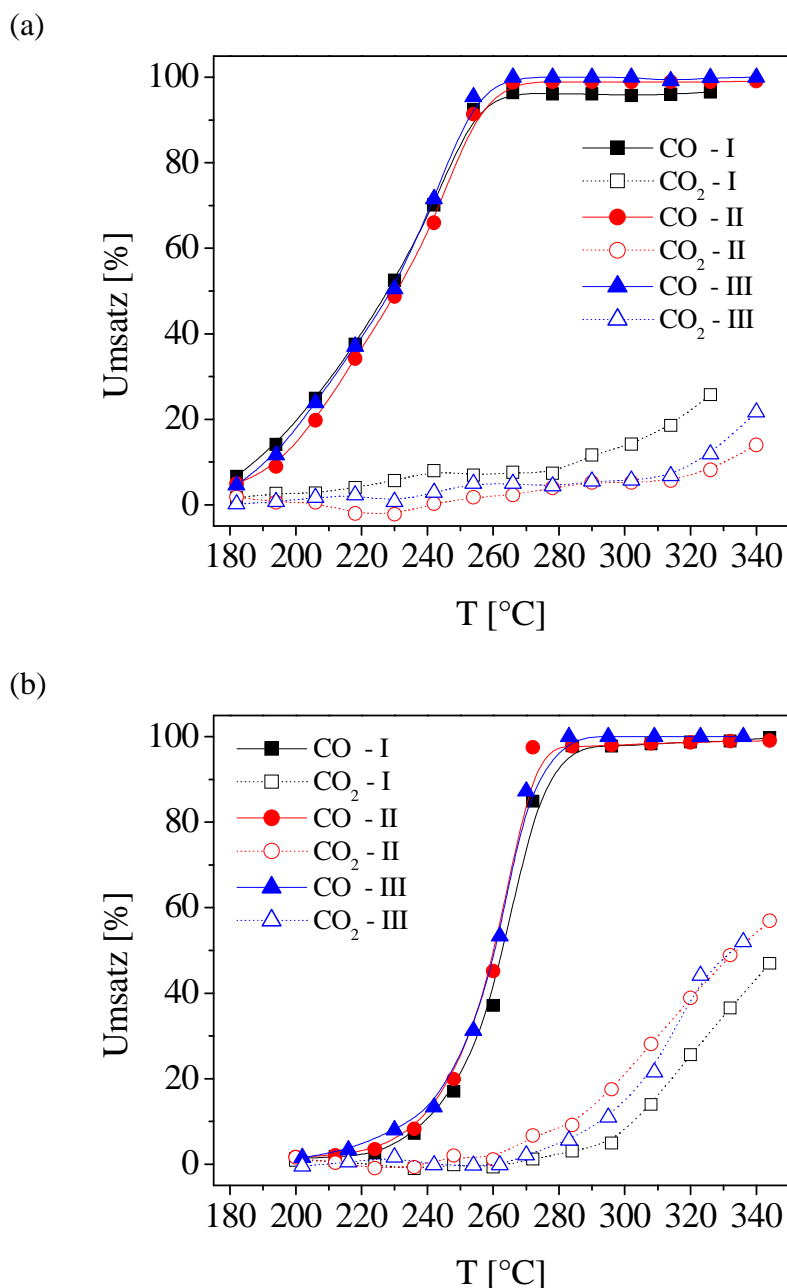 (a)
100
80
60
40
20
0
Umsatz [%]
CO - I
CO₂ - I
CO - II
CO₂ - II
CO - III
CO₂ - III
180 200 220 240 260 280 300 320 340
T [°C]
(b)
100
80
60
40
20
0
Umsatz [%]
CO - I
CO₂ - I
CO - II
CO₂ - II
CO - III
CO₂ - III
180 200 220 240 260 280 300 320 340
T [°C]